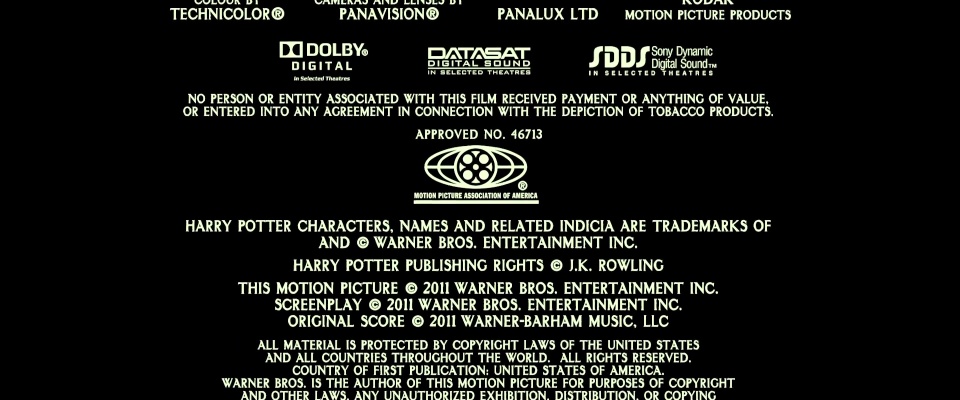 COLOUR BY CAMERAS AND LENSES BY KODAK
TECHNICOLOR® PANAVISION® PANALUX LTD MOTION PICTURE PRODUCTS
DOLBY® DATASAT SDDS Sony Dynamic
DIGITAL DIGITAL SOUND Digital Sound™
In Selected Theatres IN SELECTED THEATRES IN SELECTED THEATRES
NO PERSON OR ENTITY ASSOCIATED WITH THIS FILM RECEIVED PAYMENT OR ANYTHING OF VALUE,
OR ENTERED INTO ANY AGREEMENT IN CONNECTION WITH THE DEPICTION OF TOBACCO PRODUCTS.
APPROVED NO. 46713
®
MOTION PICTURE ASSOCIATION OF AMERICA
HARRY POTTER CHARACTERS, NAMES AND RELATED INDICIA ARE TRADEMARKS OF
AND © WARNER BROS. ENTERTAINMENT INC.
HARRY POTTER PUBLISHING RIGHTS © J.K. ROWLING
THIS MOTION PICTURE © 2011 WARNER BROS. ENTERTAINMENT INC.
SCREENPLAY © 2011 WARNER BROS. ENTERTAINMENT INC.
ORIGINAL SCORE © 2011 WARNER-BARHAM MUSIC, LLC
ALL MATERIAL IS PROTECTED BY COPYRIGHT LAWS OF THE UNITED STATES
AND ALL COUNTRIES THROUGHOUT THE WORLD. ALL RIGHTS RESERVED.
COUNTRY OF FIRST PUBLICATION: UNITED STATES OF AMERICA.
WARNER BROS. IS THE AUTHOR OF THIS MOTION PICTURE FOR PURPOSES OF COPYRIGHT
AND OTHER LAWS. ANY UNAUTHORIZED EXHIBITION, DISTRIBUTION, OR COPYING